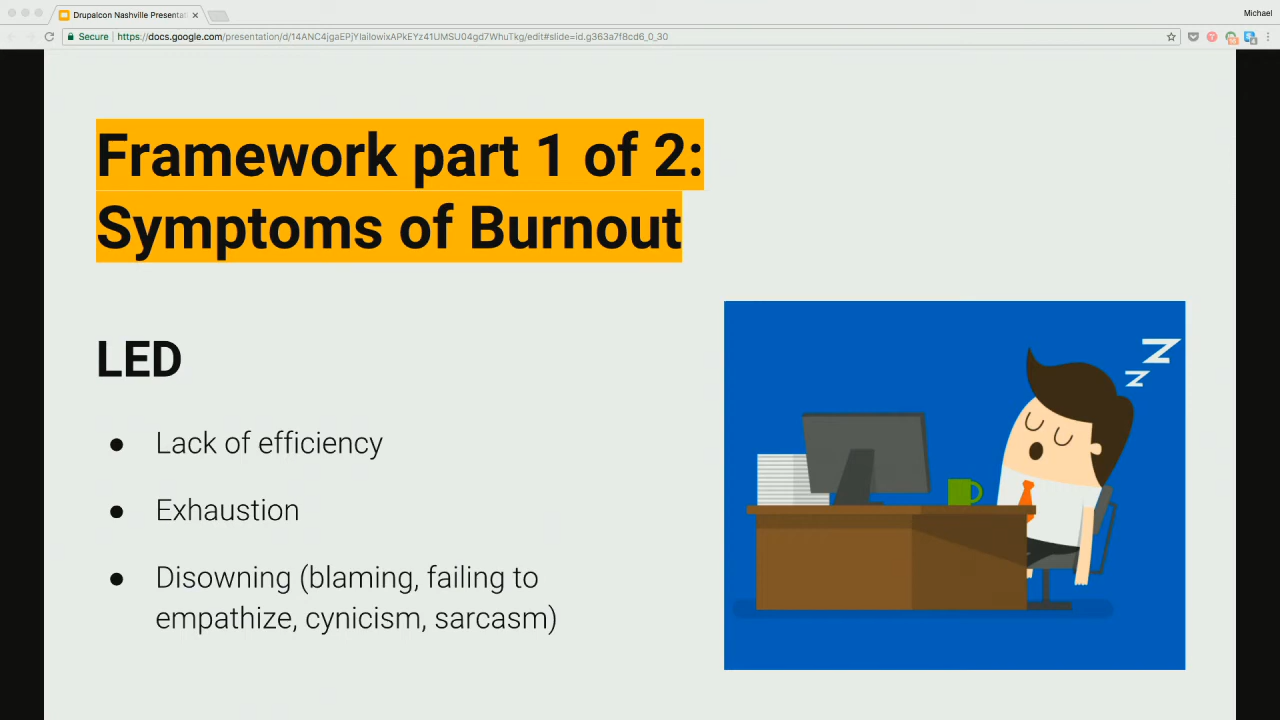 Drupalcon Nashville Presentat
Michael
Secure
https://docs.google.com/presentation/d/14ANC4jgaEPjYIailowixAPkEYz41UMSU04gd7WhuTkg/edit#slide=id.g363a7f8cd6_0_30
Framework part 1 of 2:
Symptoms of Burnout
LED
● Lack of efficiency
● Exhaustion
● Disowning (blaming, failing to
empathize, cynicism, sarcasm)
Z
Z